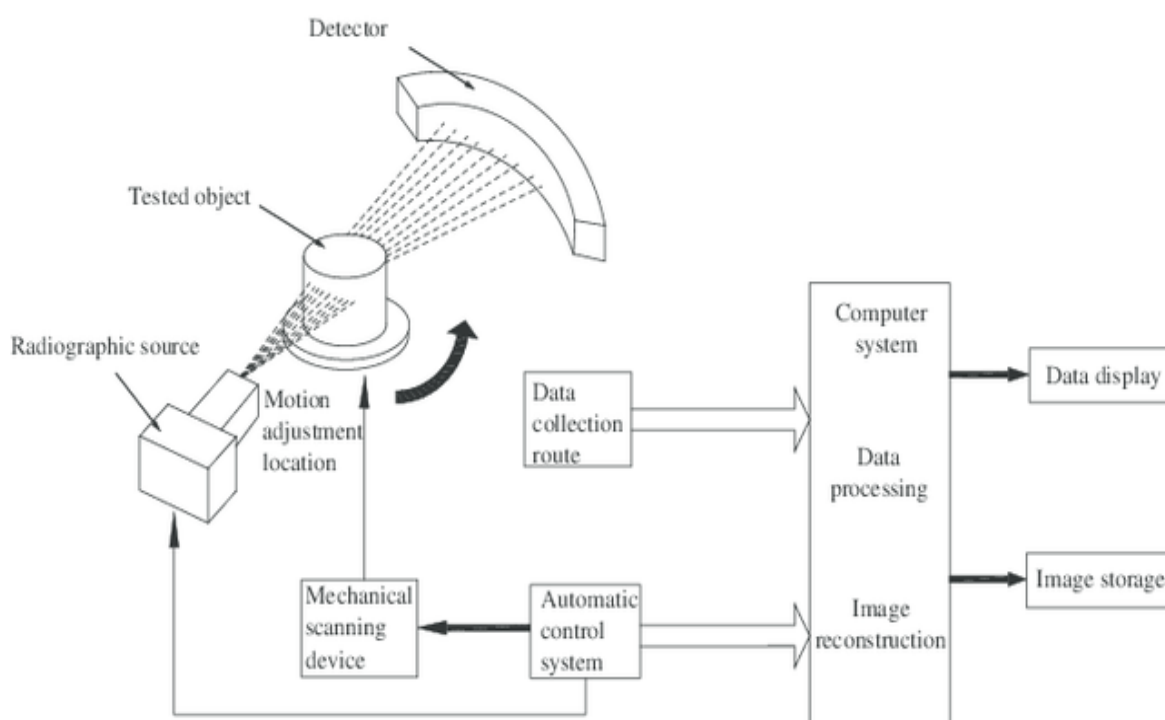 Detector
Tested object
Radiographic source
Motion
adjustment
location
Computer
system
Data display
Data
collection
route
Data
processing
Mechanical
scanning
device
Automatic
control
system
Image
reconstruction
Image storage